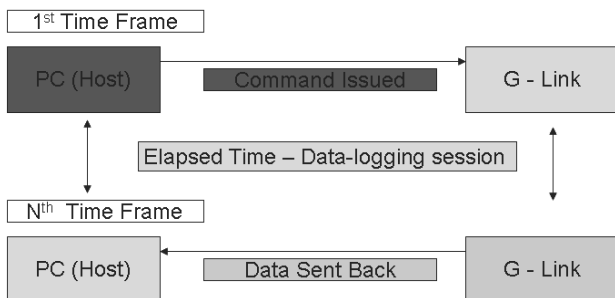 1st Time Frame
PC (Host)
Command Issued
G - Link
Elapsed Time – Data-logging session
Nth Time Frame
PC (Host)
Data Sent Back
G - Link